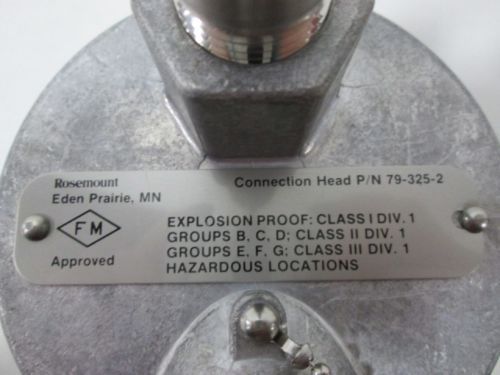 Rosemount Connection Head P/N 79-325-2
Eden Prairie, MN
FM
Approved
EXPLOSION PROOF: CLASS I DIV. 1
GROUPS B, C, D; CLASS II DIV. 1
GROUPS E, F, G; CLASS III DIV. 1
HAZARDOUS LOCATIONS